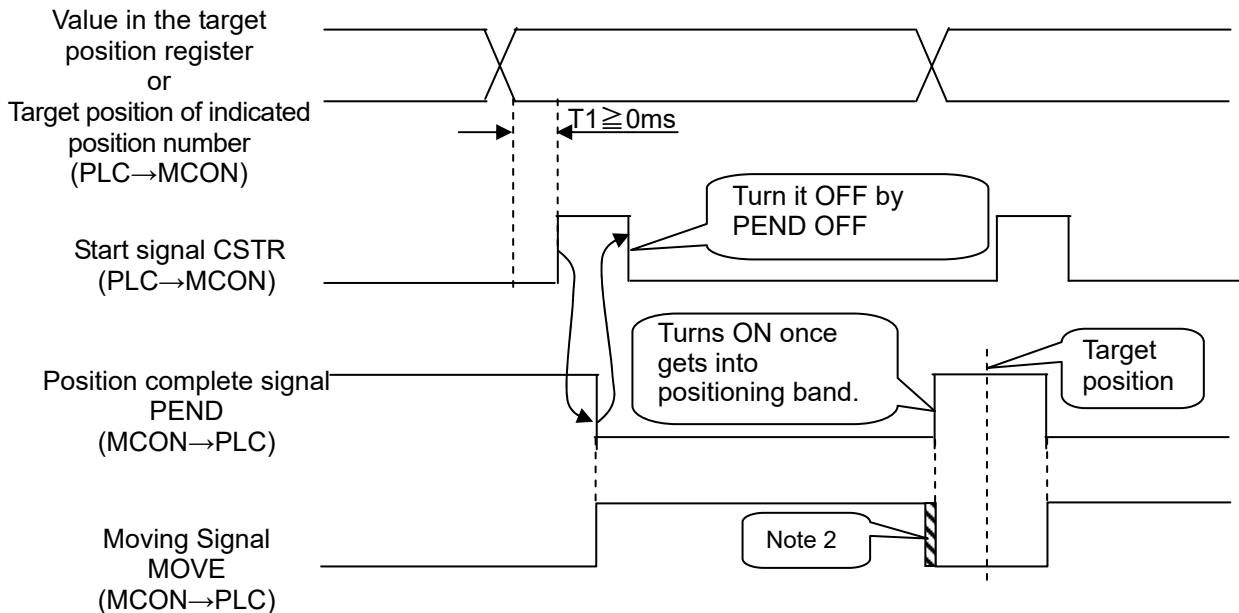 Value in the target
position register
or
Target position of indicated
position number
(PLC→MCON)
T1≧0ms
Turn it OFF by
PEND OFF
Start signal CSTR
(PLC→MCON)
Turns ON once
gets into
positioning band.
Target
position
Position complete signal
PEND
(MCON→PLC)
Note 2
Moving Signal
MOVE
(MCON→PLC)